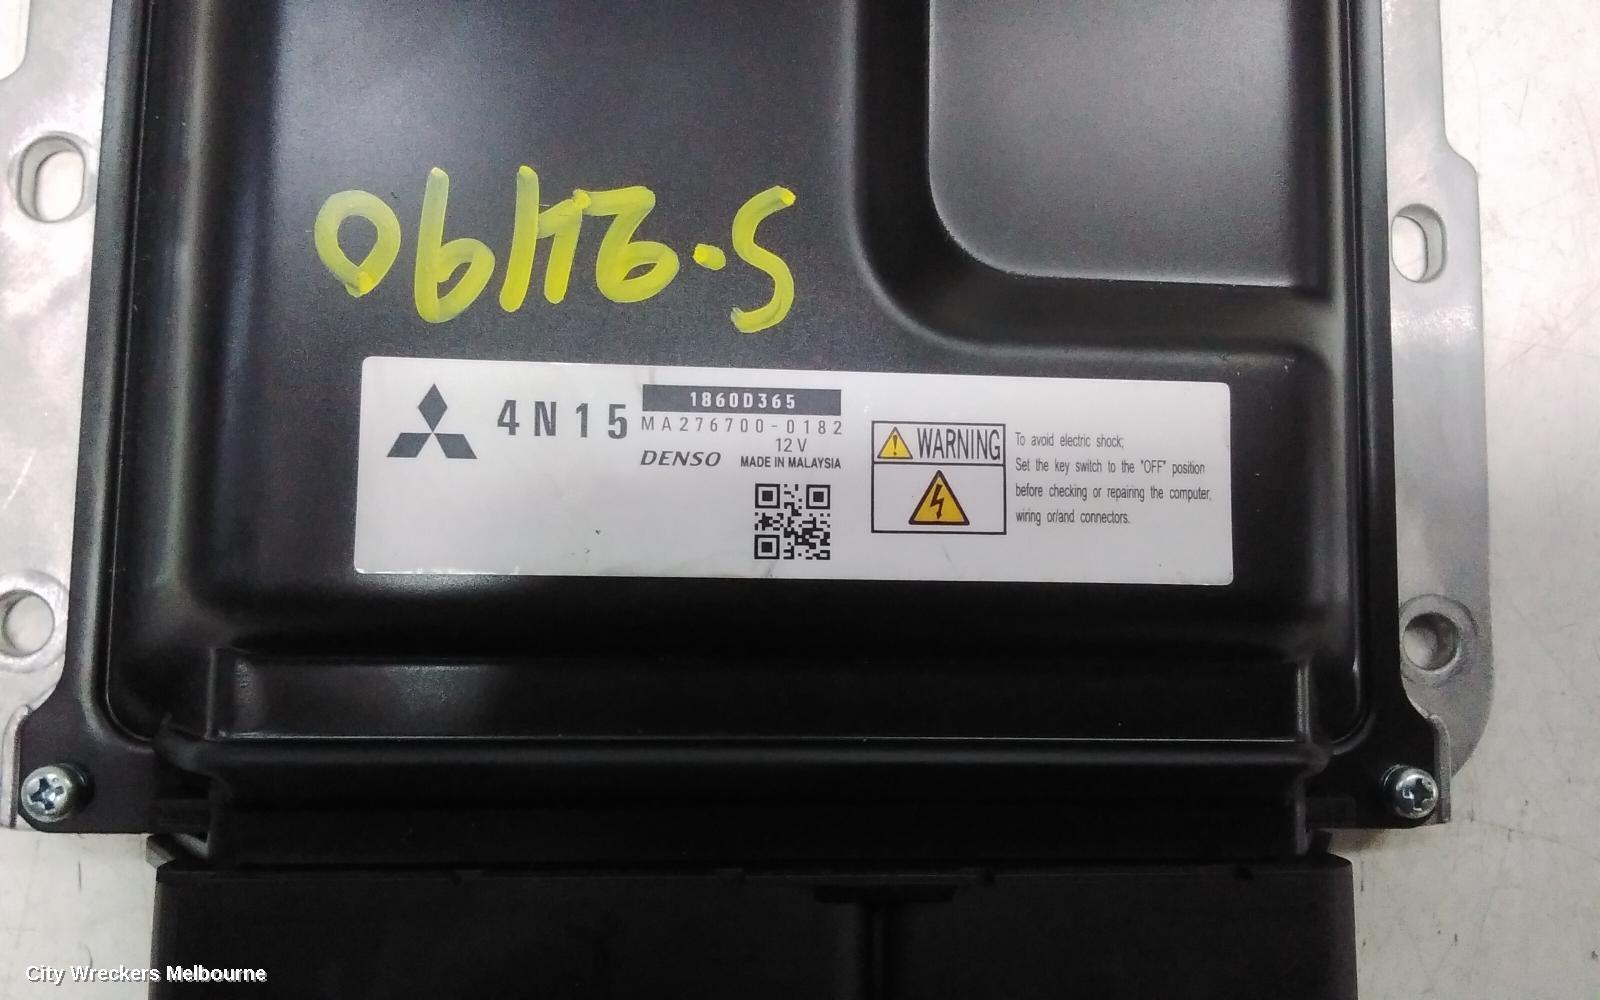 4N15
1860D365
MA276700-0182
12V
DENSO MADE IN MALAYSIA
WARNING
To avoid electric shock;
Set the key switch to the "OFF" position
before checking or repairing the computer,
wiring or/and connectors.
City Wreckers Melbourne